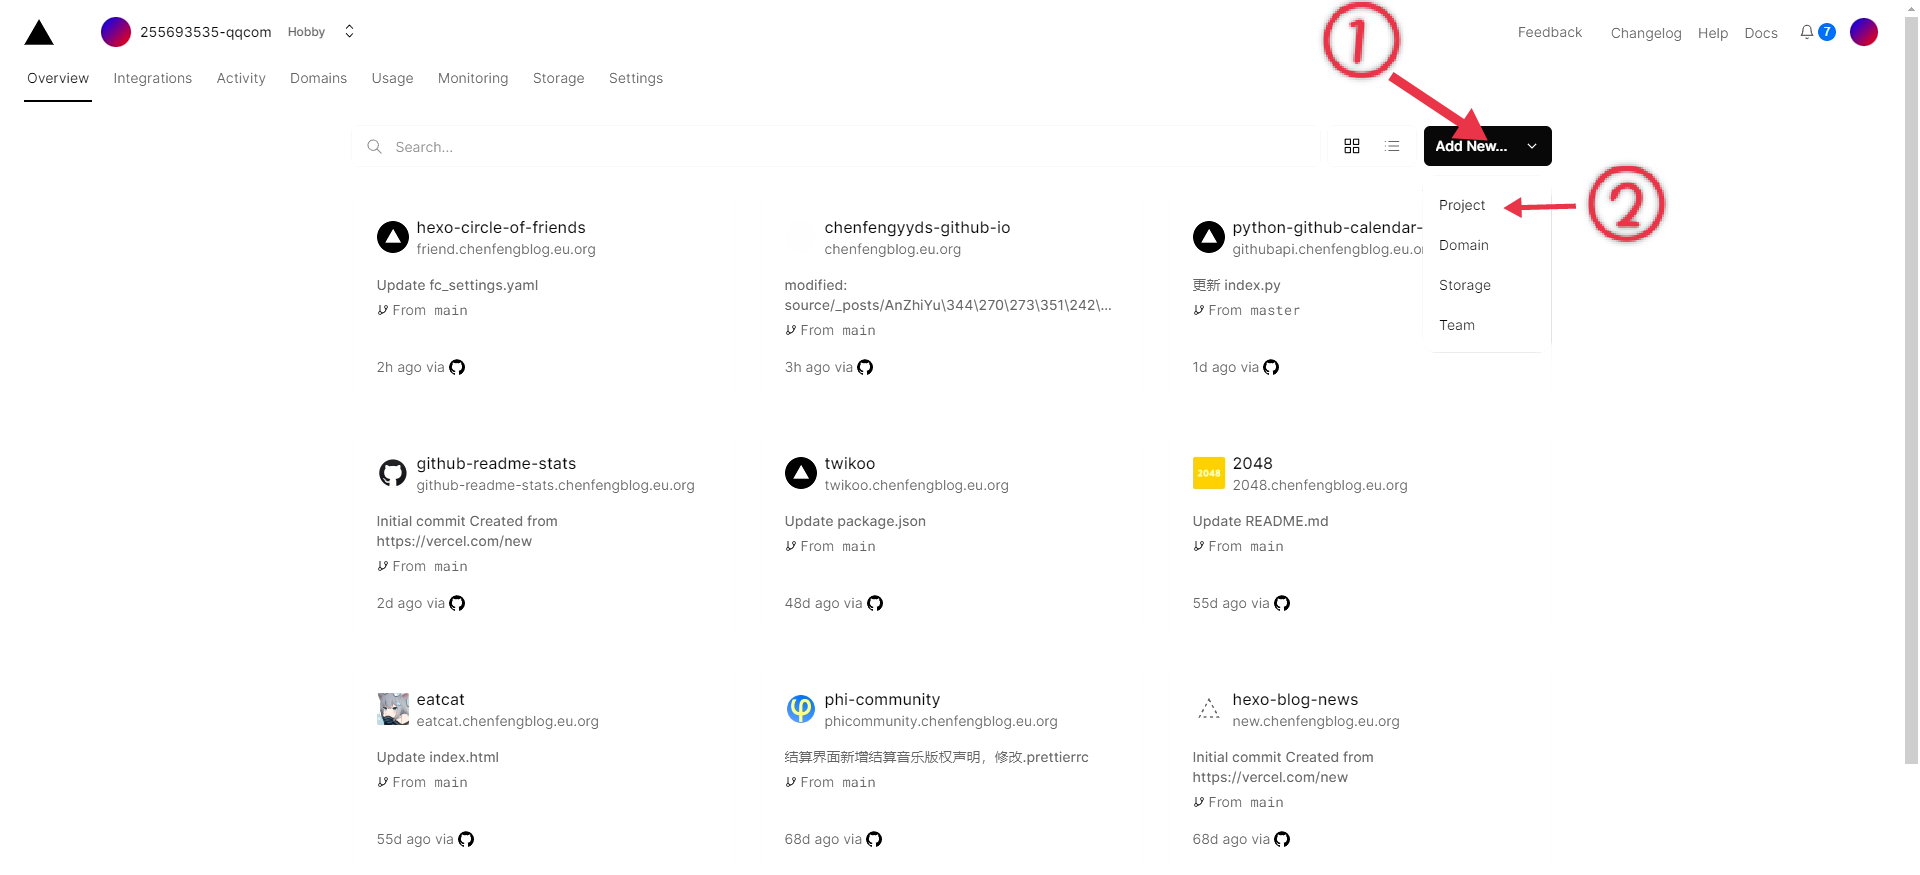 255693535-qqcom Hobby
Feedback Changelog Help Docs 7
①
Overview Integrations Activity Domains Usage Monitoring Storage Settings
Search...
Add New...
Project
②
Domain
Storage
Team
hexo-circle-of-friends
friend.chenfengblog.eu.org
Update fc_settings.yaml
From main
2h ago via
chenfengyyds-github-io
chenfengblog.eu.org
modified:
source/_posts/AnZhiYu\344\270\273\351\242\...
From main
3h ago via
python-github-calendar-
githubapi.chenfengblog.eu.or
更新 index.py
From master
1d ago via
github-readme-stats
github-readme-stats.chenfengblog.eu.org
Initial commit Created from
https://vercel.com/new
From main
2d ago via
twikoo
twikoo.chenfengblog.eu.org
Update package.json
From main
48d ago via
2048
2048
2048.chenfengblog.eu.org
Update README.md
From main
55d ago via
eatcat
eatcat.chenfengblog.eu.org
Update index.html
From main
55d ago via
phi-community
phicommunity.chenfengblog.eu.org
结算界面新增结算音乐版权声明，修改.prettierrc
From main
68d ago via
hexo-blog-news
new.chenfengblog.eu.org
Initial commit Created from
https://vercel.com/new
From main
68d ago via